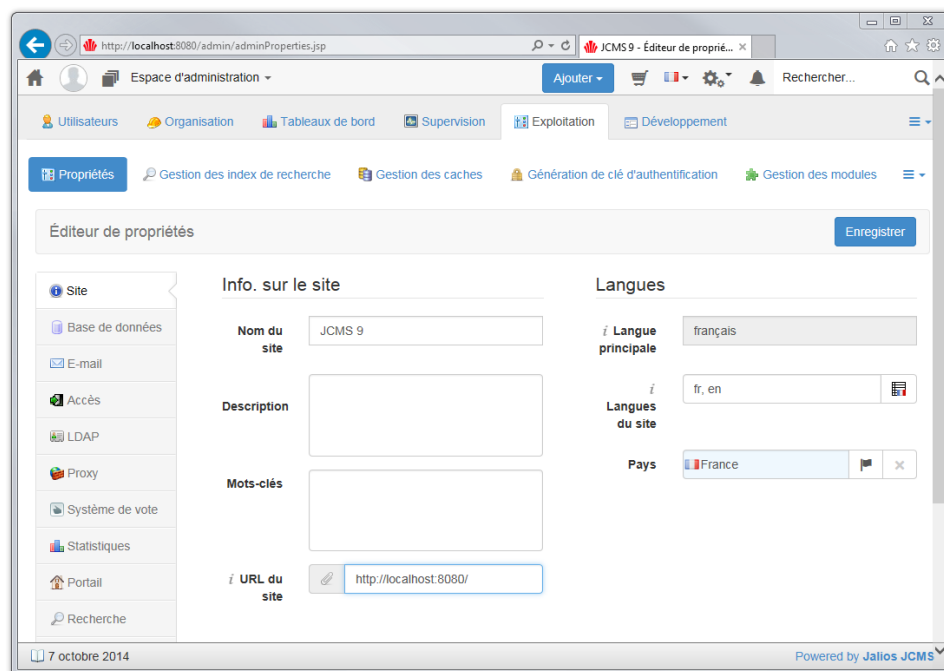 http://localhost:8080/admin/adminProperties.jsp
JCMS 9 - Éditeur de proprié...
Espace d'administration
Ajouter
Rechercher...
Utilisateurs
Organisation
Tableaux de bord
Supervision
Exploitation
Développement
Propriétés
Gestion des index de recherche
Gestion des caches
Génération de clé d'authentification
Gestion des modules
Éditeur de propriétés
Enregistrer
Site
Base de données
E-mail
Accès
LDAP
Proxy
Système de vote
Statistiques
Portail
Recherche
Info. sur le site
Nom du
site
JCMS 9
Description
Mots-clés
i URL du
site
http://localhost:8080/
Langues
i Langue
principale
français
i
Langues
du site
fr, en
Pays
France
7 octobre 2014
Powered by Jalios JCMS